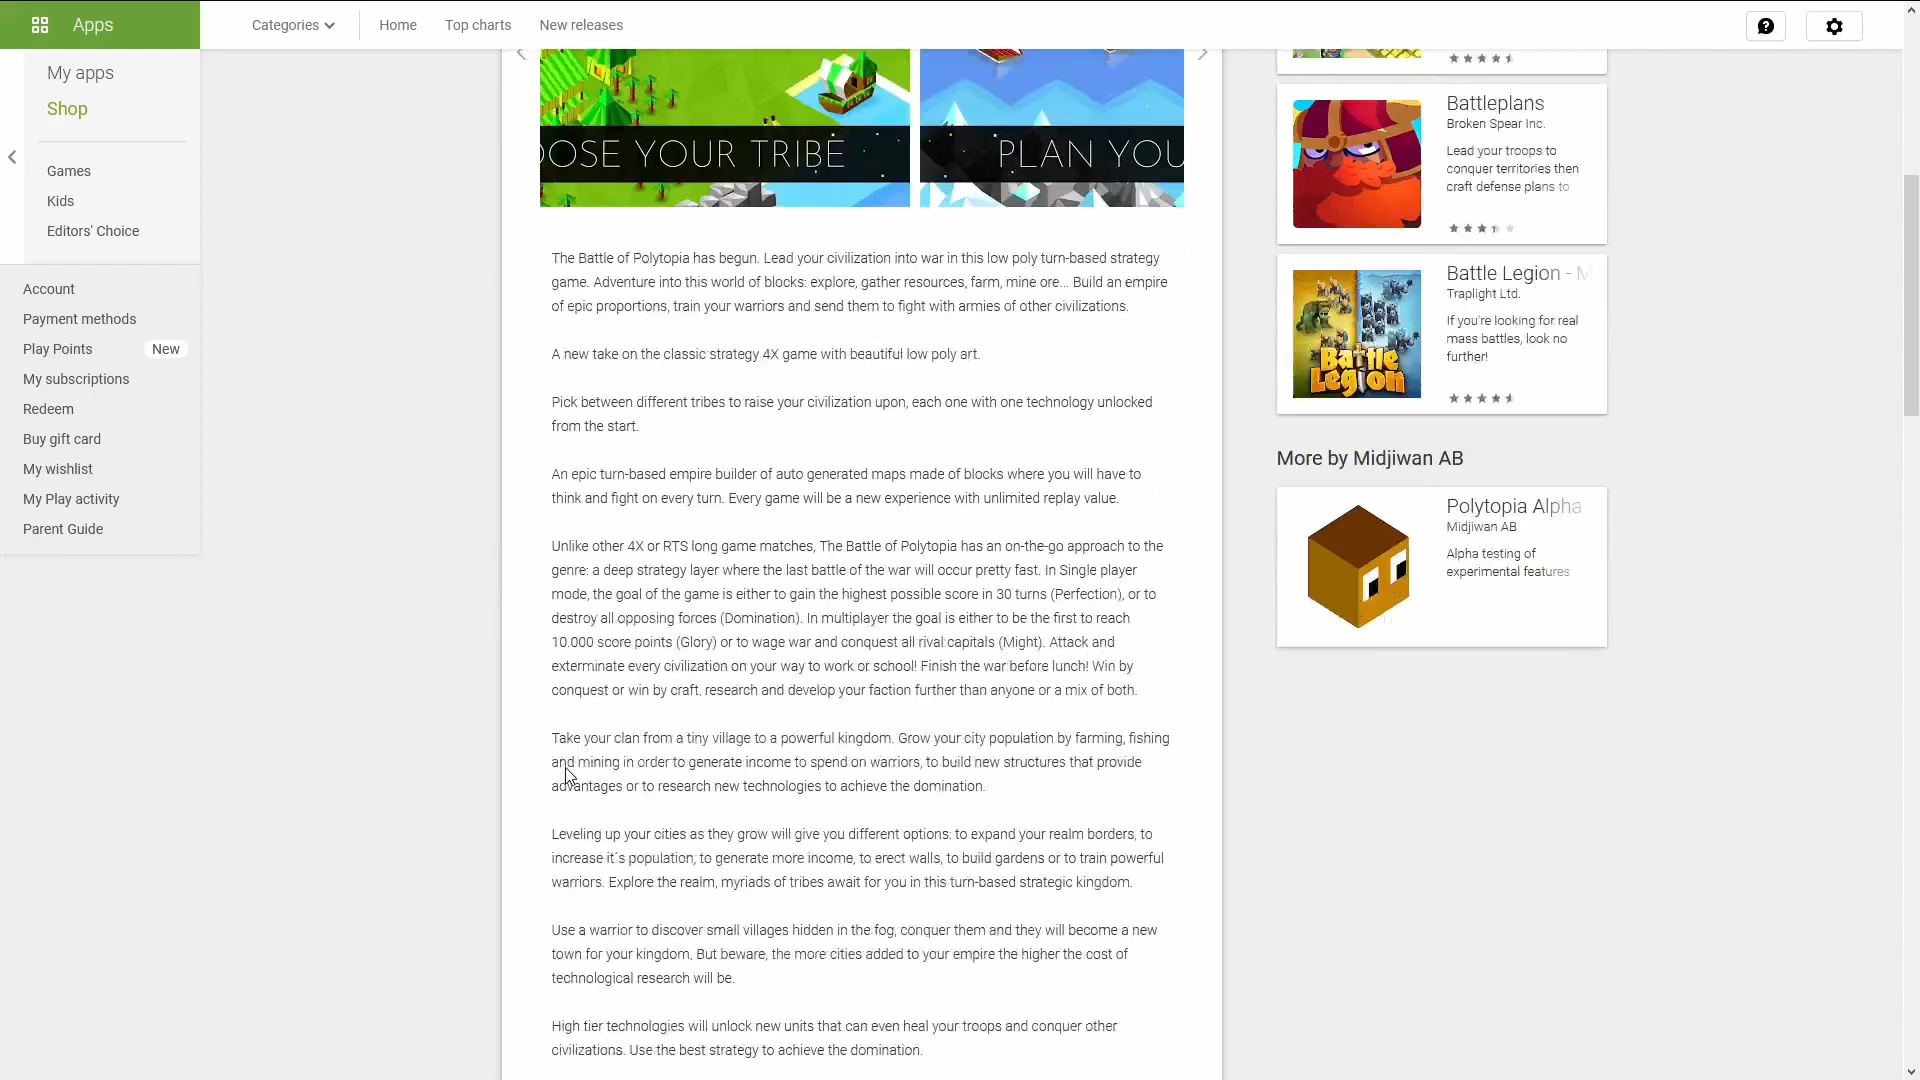 Apps
Categories
Home
Top charts
New releases
My apps
Shop
Games
Kids
Editors' Choice
Account
Payment methods
Play Points
New
My subscriptions
Redeem
Buy gift card
My wishlist
My Play activity
Parent Guide
OOSE YOUR TRIBE
PLAN YOU
The Battle of Polytopia has begun. Lead your civilization into war in this low poly turn-based strategy
game. Adventure into this world of blocks: explore, gather resources, farm, mine ore... Build an empire
of epic proportions, train your warriors and send them to fight with armies of other civilizations.
A new take on the classic strategy 4X game with beautiful low poly art.
Pick between different tribes to raise your civilization upon, each one with one technology unlocked
from the start.
An epic turn-based empire builder of auto generated maps made of blocks where you will have to
think and fight on every turn. Every game will be a new experience with unlimited replay value.
Unlike other 4X or RTS long game matches, The Battle of Polytopia has an on-the-go approach to the
genre: a deep strategy layer where the last battle of the war will occur pretty fast. In Single player
mode, the goal of the game is either to gain the highest possible score in 30 turns (Perfection), or to
destroy all opposing forces (Domination). In multiplayer the goal is either to be the first to reach
10.000 score points (Glory) or to wage war and conquest all rival capitals (Might). Attack and
exterminate every civilization on your way to work or school! Finish the war before lunch! Win by
conquest or win by craft, research and develop your faction further than anyone or a mix of both.
Take your clan from a tiny village to a powerful kingdom. Grow your city population by farming, fishing
and mining in order to generate income to spend on warriors, to build new structures that provide
advantages or to research new technologies to achieve the domination.
Leveling up your cities as they grow will give you different options: to expand your realm borders, to
increase it´s population, to generate more income, to erect walls, to build gardens or to train powerful
warriors. Explore the realm, myriads of tribes await for you in this turn-based strategic kingdom.
Use a warrior to discover small villages hidden in the fog, conquer them and they will become a new
town for your kingdom, But beware, the more cities added to your empire the higher the cost of
technological research will be.
High tier technologies will unlock new units that can even heal your troops and conquer other
civilizations. Use the best strategy to achieve the domination.
Battleplans
Broken Spear Inc.
Lead your troops to
conquer territories then
craft defense plans to
Battle Legion - M
Traplight Ltd.
If you're looking for real
mass battles, look no
further!
Battle
Legion
More by Midjiwan AB
Polytopia Alpha
Midjiwan AB
Alpha testing of
experimental features